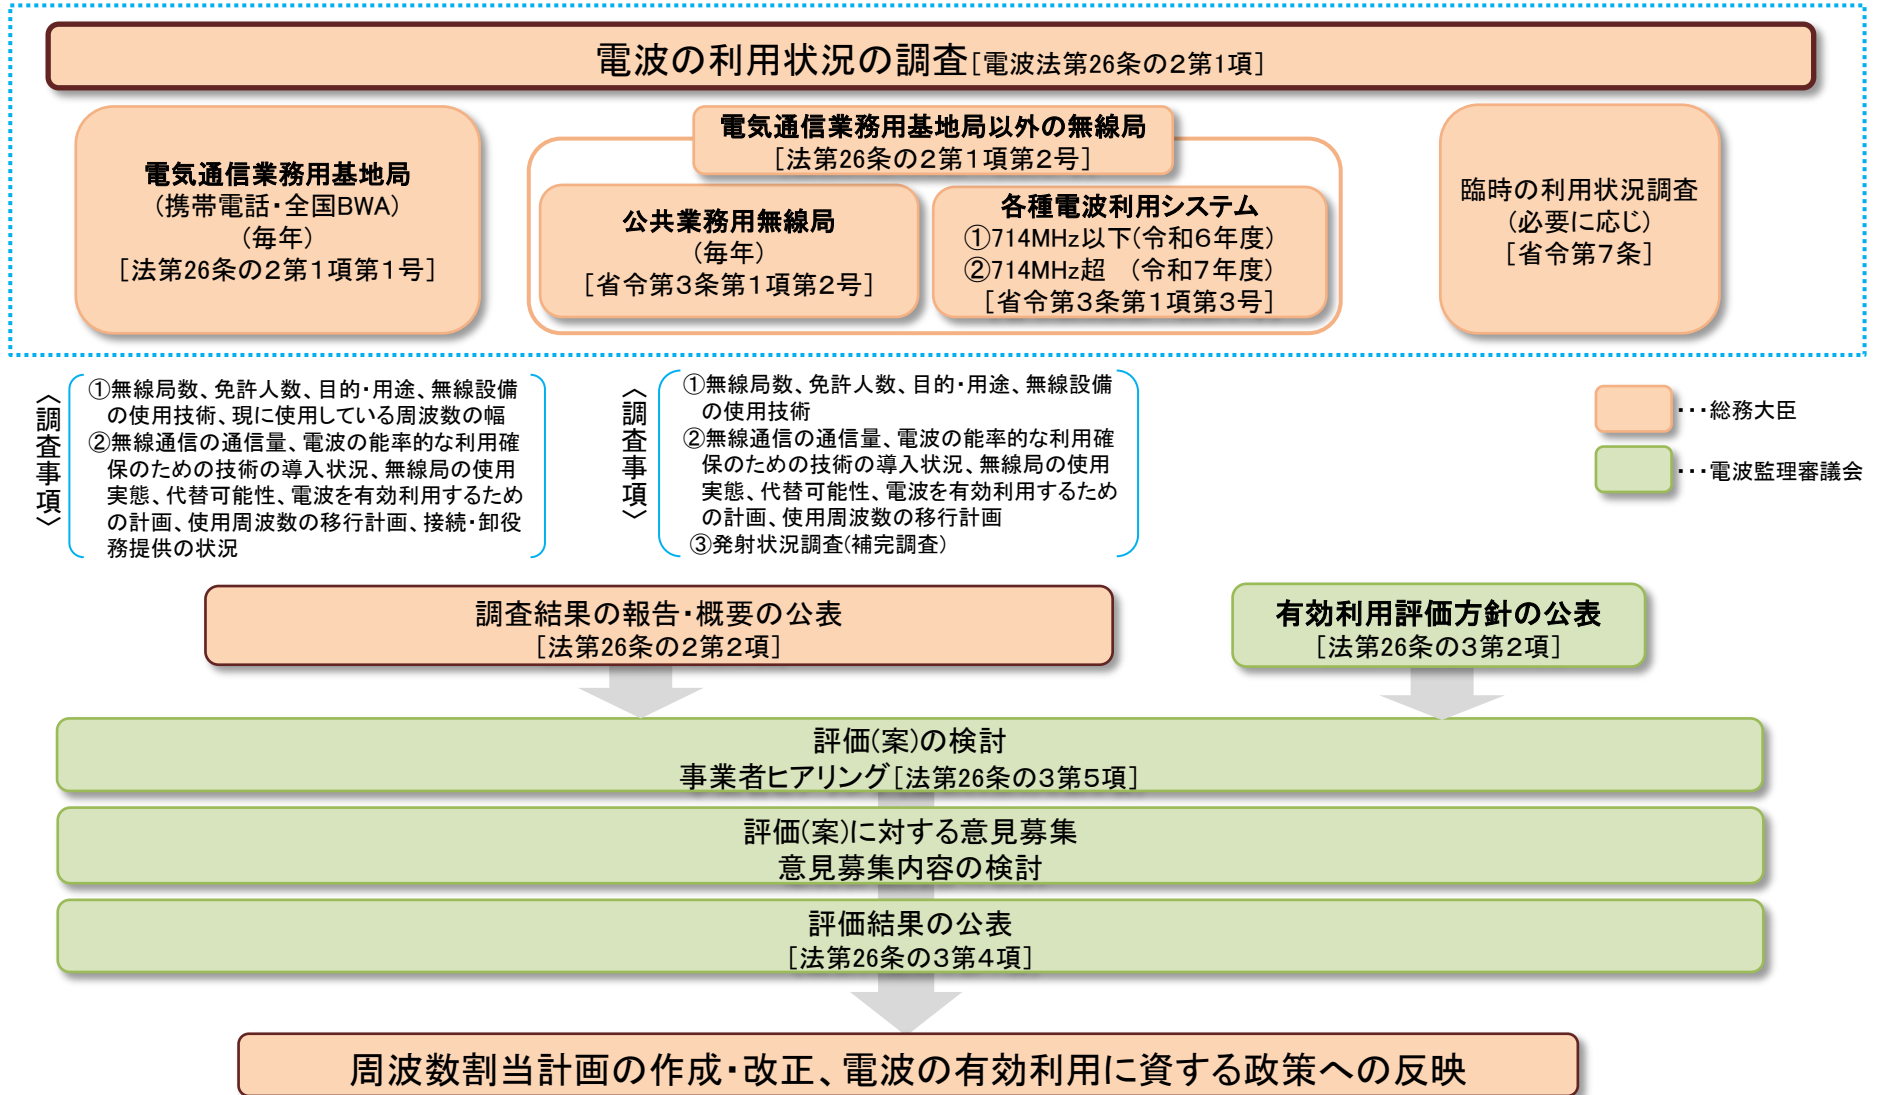 電波の利用状況の調査[電波法第26条の2第1項]
電気通信業務用基地局
(携帯電話・全国BWA)
(毎年)
[法第26条の2第1項第1号]
電気通信業務用基地局以外の無線局
[法第26条の2第1項第2号]
公共業務用無線局
(毎年)
[省令第3条第1項第2号]
各種電波利用システム
①714MHz以下(令和6年度)
②714MHz超 (令和7年度)
[省令第3条第1項第3号]
臨時の利用状況調査
(必要に応じ)
[省令第7条]
〈調査事項〉
①無線局数、免許人数、目的・用途、無線設備
の使用技術、現に使用している周波数の幅
②無線通信の通信量、電波の能率的な利用確
保のための技術の導入状況、無線局の使用
実態、代替可能性、電波を有効利用するため
の計画、使用周波数の移行計画、接続・卸役
務提供の状況
〈調査事項〉
①無線局数、免許人数、目的・用途、無線設備
の使用技術
②無線通信の通信量、電波の能率的な利用確
保のための技術の導入状況、無線局の使用
実態、代替可能性、電波を有効利用するため
の計画、使用周波数の移行計画
③発射状況調査(補完調査)
・・・総務大臣
・・・電波監理審議会
調査結果の報告・概要の公表
[法第26条の2第2項]
有効利用評価方針の公表
[法第26条の3第2項]
評価(案)の検討
事業者ヒアリング[法第26条の3第5項]
評価(案)に対する意見募集
意見募集内容の検討
評価結果の公表
[法第26条の3第4項]
周波数割当計画の作成・改正、電波の有効利用に資する政策への反映